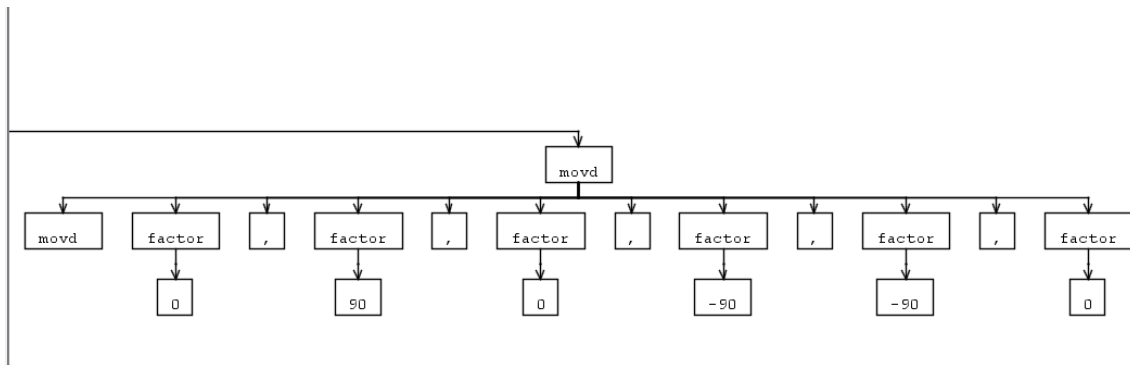 movd
movd factor , factor , factor , factor , factor , factor
0 90 0 -90 -90 0